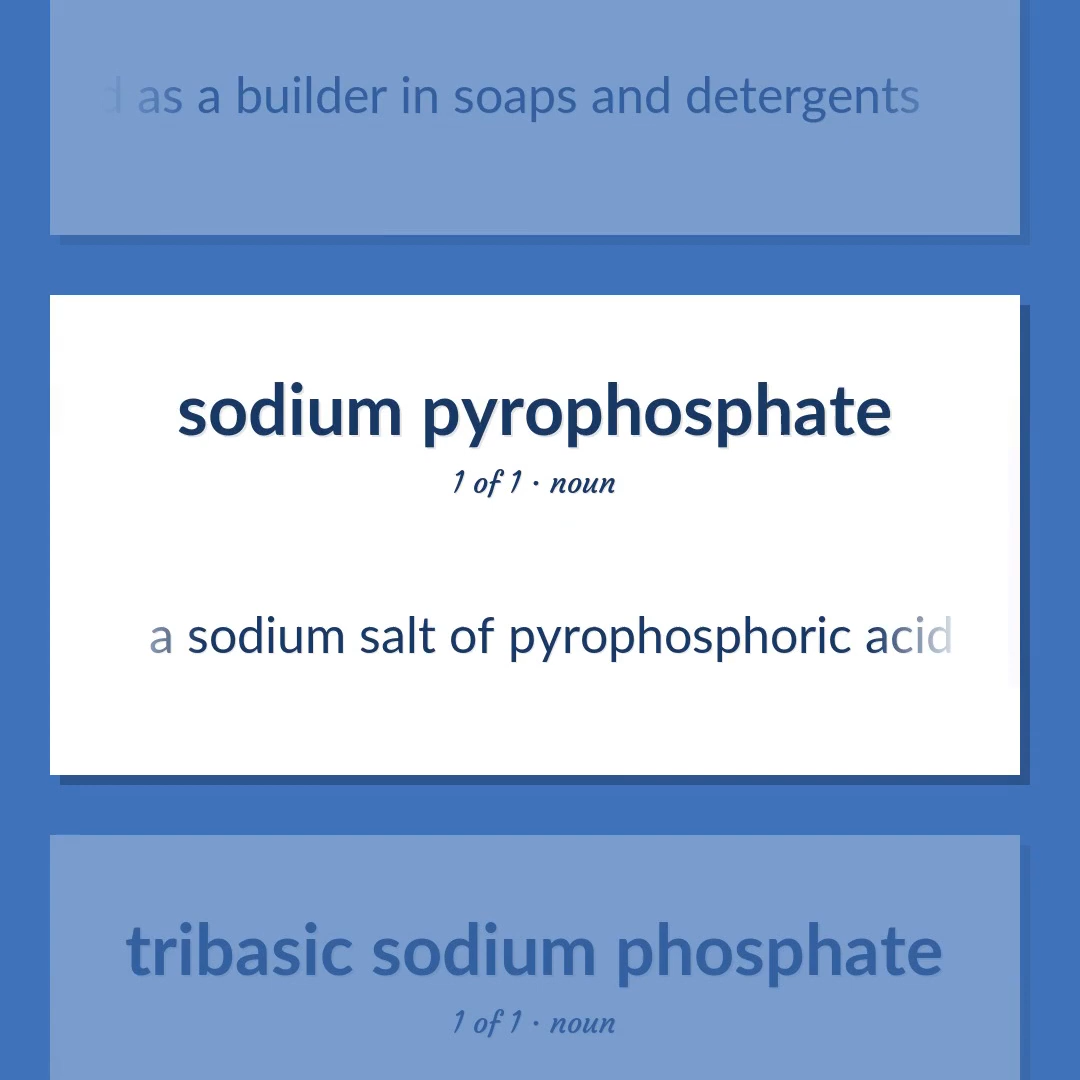 d as a builder in soaps and detergents
sodium pyrophosphate
1 of 1 · noun
a sodium salt of pyrophosphoric acid
tribasic sodium phosphate
1 of 1 · noun